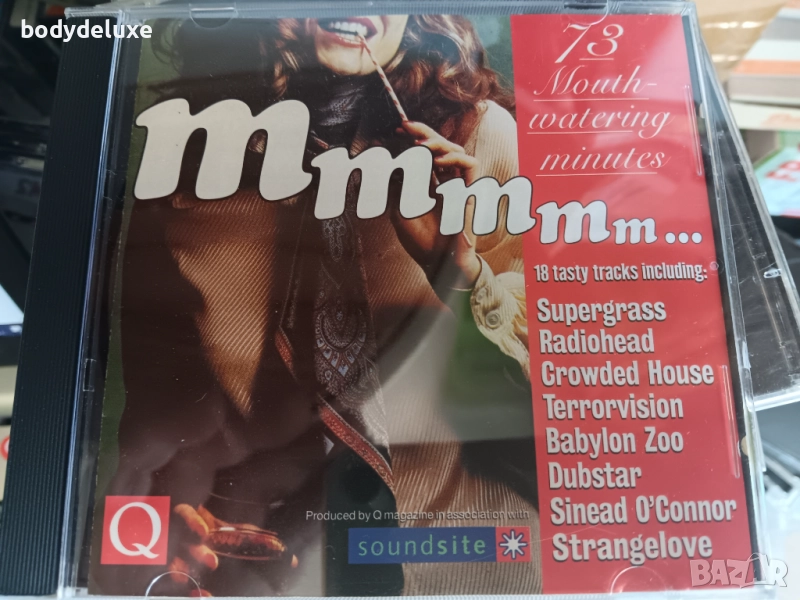 bodydeluxe
73
Mouth-
watering
minutes
mmmmm...
18 tasty tracks including:
Supergrass
Radiohead
Crowded House
Terrorvision
Babylon Zoo
Dubstar
Sinead O'Connor
Strangelove
Produced by Q magazine in association with
soundsite
Q
BAZAR